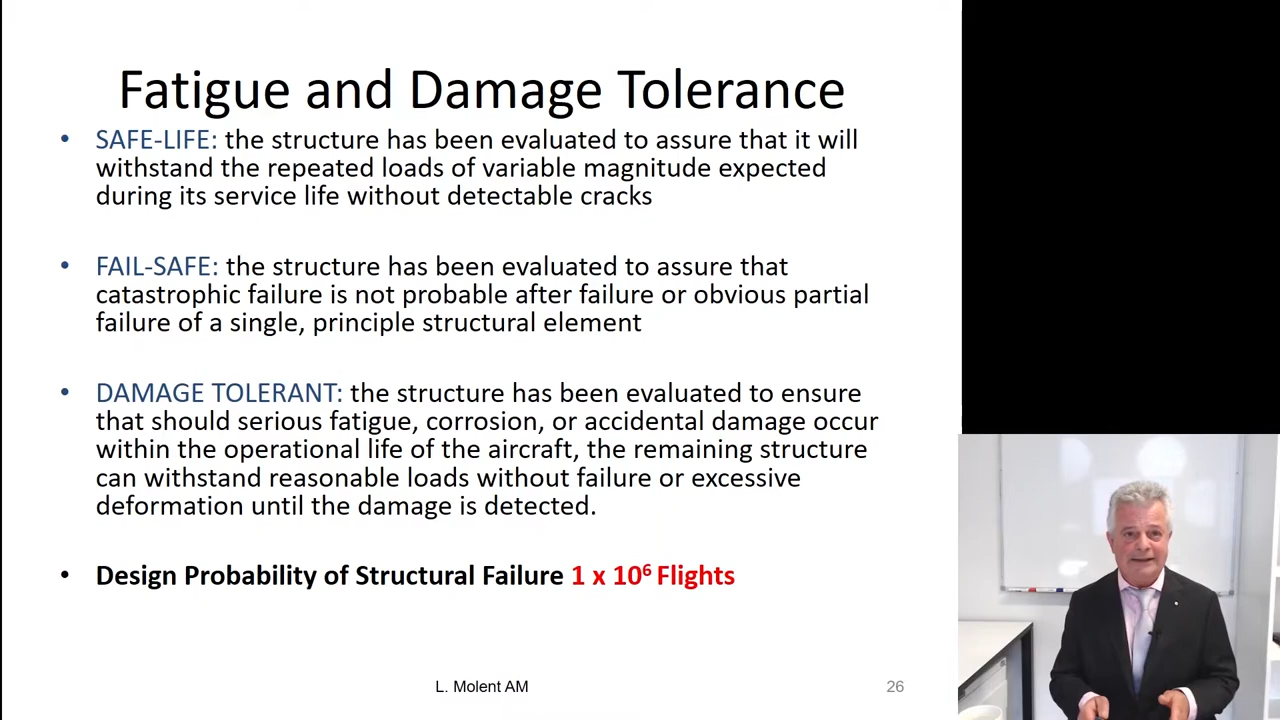 Fatigue and Damage Tolerance
• SAFE-LIFE: the structure has been evaluated to assure that it will
withstand the repeated loads of variable magnitude expected
during its service life without detectable cracks
• FAIL-SAFE: the structure has been evaluated to assure that
catastrophic failure is not probable after failure or obvious partial
failure of a single, principle structural element
• DAMAGE TOLERANT: the structure has been evaluated to ensure
that should serious fatigue, corrosion, or accidental damage occur
within the operational life of the aircraft, the remaining structure
can withstand reasonable loads without failure or excessive
deformation until the damage is detected.
• Design Probability of Structural Failure 1 x 10⁶ Flights
L. Molent AM
26